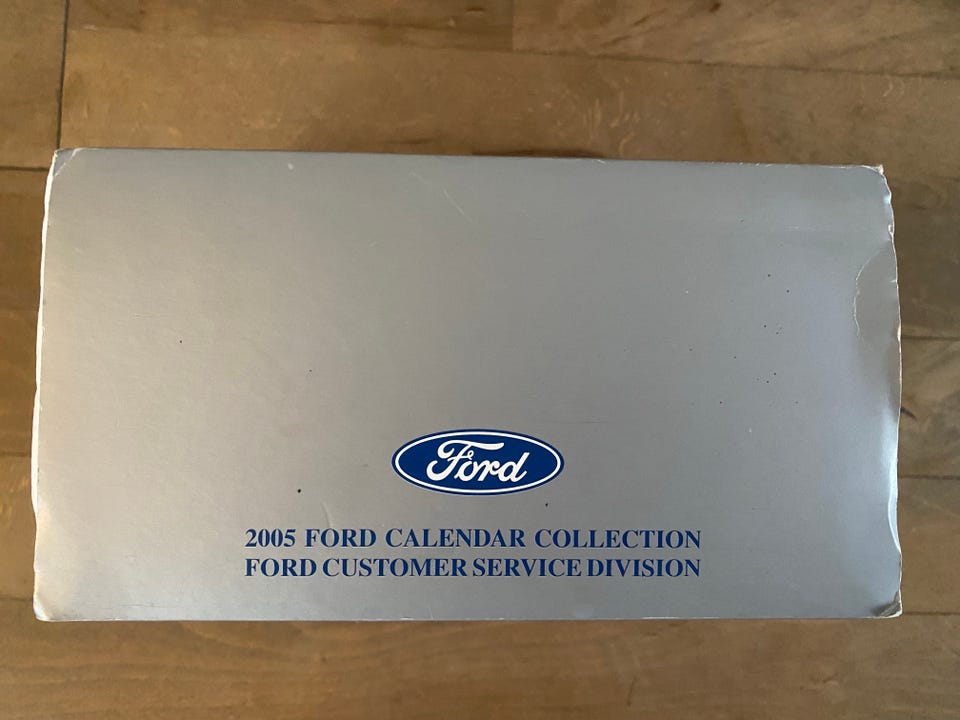 Ford
2005 FORD CALENDAR COLLECTION
FORD CUSTOMER SERVICE DIVISION